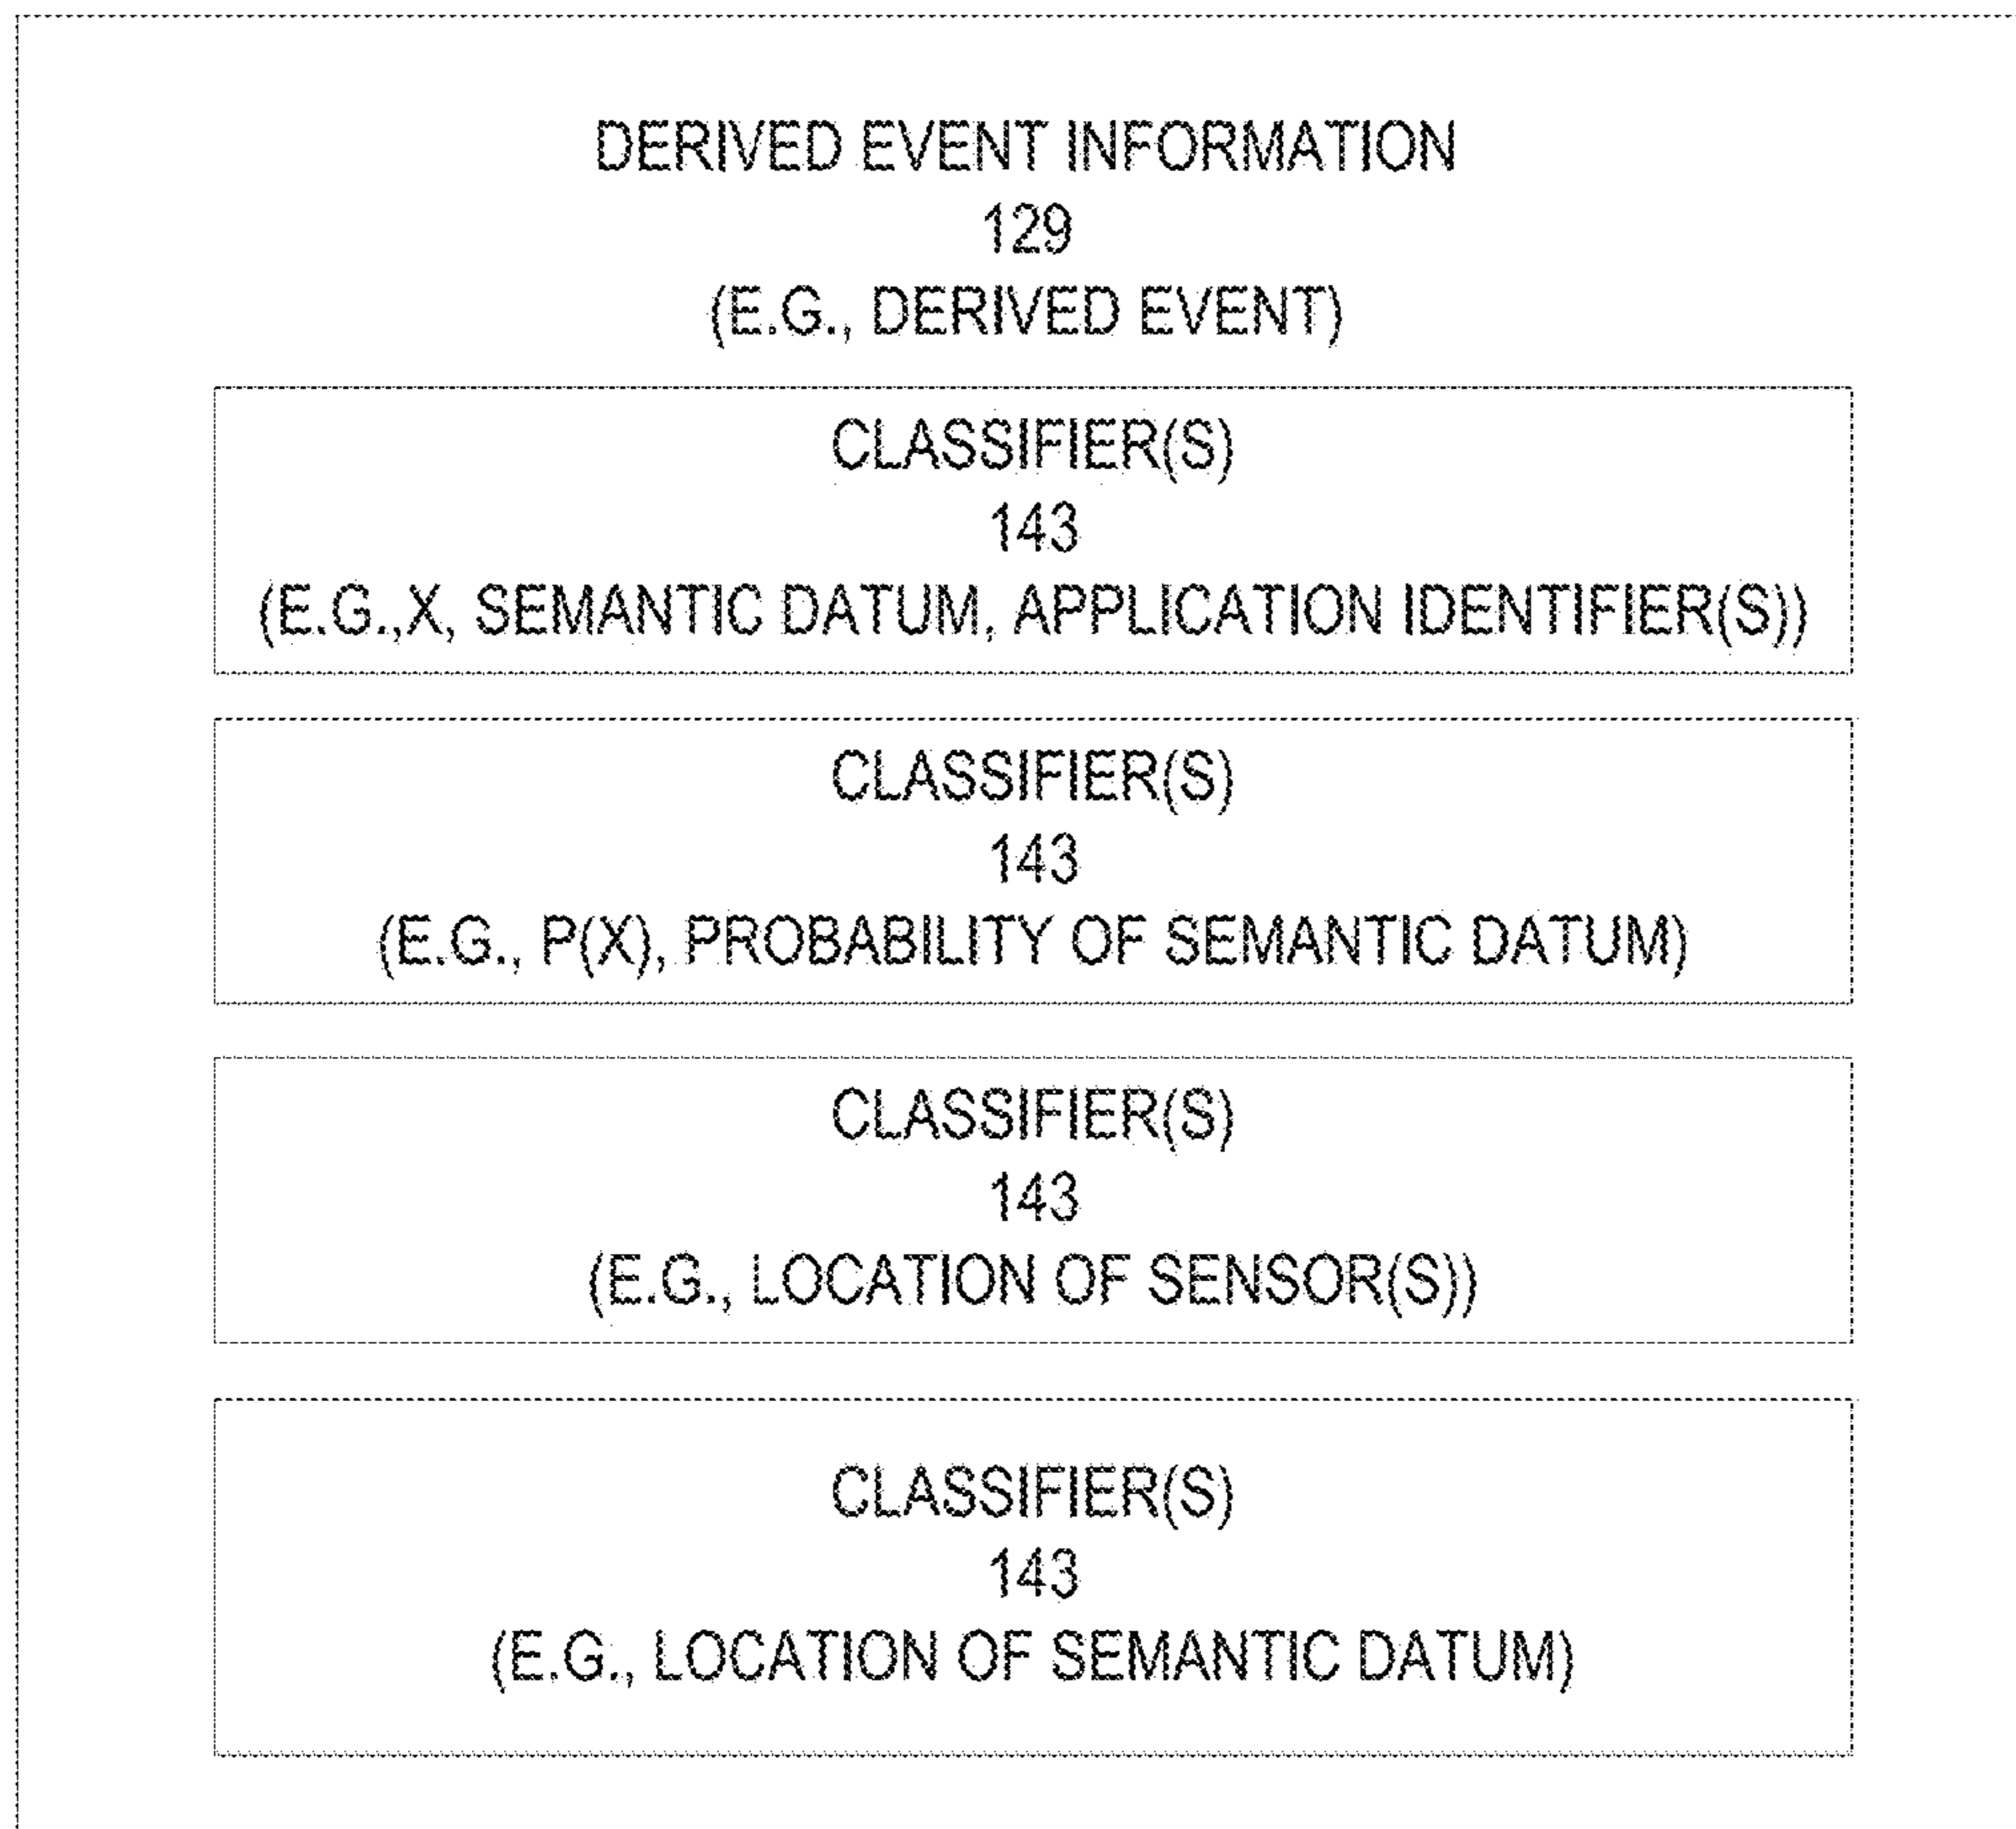 DERIVED EVENT INFORMATION
129
(E.G., DERIVED EVENT)
CLASSIFIER(S)
143
(E.G.,X, SEMANTIC DATUM, APPLICATION IDENTIFIER(S))
CLASSIFIER(S)
143
(E.G., P(X), PROBABILITY OF SEMANTIC DATUM)
CLASSIFIER(S)
143
(E.G., LOCATION OF SENSOR(S))
CLASSIFIER(S)
143
(E.G., LOCATION OF SEMANTIC DATUM)